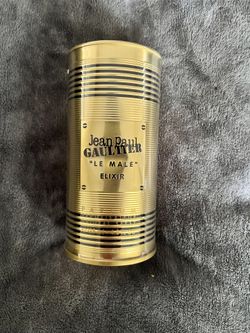 Jean Paul
GAULTIER
"LE MALE"
ELIXIR